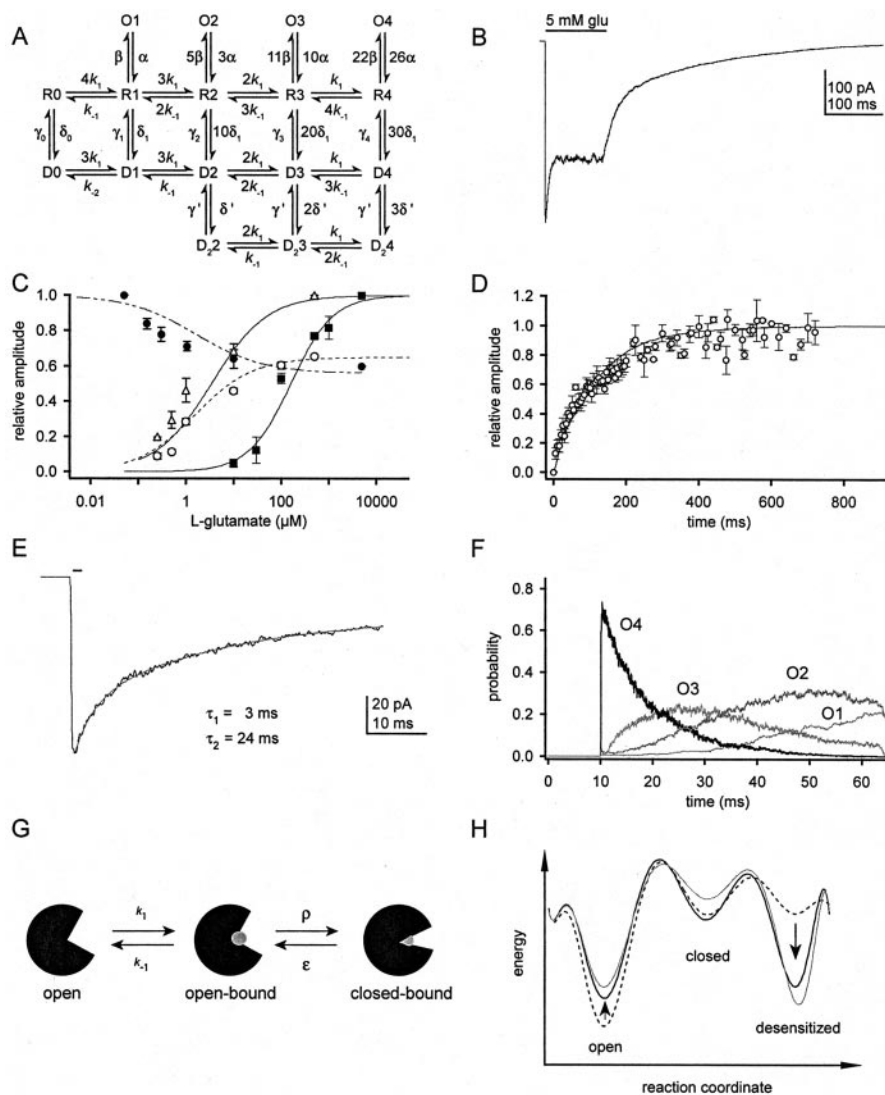 A
O1 O2 O3 O4
β α 5β 3α 11β 10α 22β 26α
4k₁ 3k₁ 2k₁ k₁
R0 R1 R2 R3 R4
k₋₁ 2k₋₁ 3k₋₁ 4k₋₁
γ₀ δ₀ γ₁ δ₁ γ₂ 10δ₁ γ₃ 20δ₁ γ₄ 30δ₁
3k₁ 3k₁ 2k₁ k₁
D0 D1 D2 D3 D4
k₋₂ k₋₁ 2k₋₁ 3k₋₁
γ' δ' γ' 2δ' γ' 3δ'
2k₁ k₁
D₂2 D₂3 D₂4
k₋₁ 2k₋₁
B
5 mM glu
100 pA
100 ms
C
relative amplitude
1.0
0.8
0.6
0.4
0.2
0.0
0.01 1 100 10000
L-glutamate (µM)
D
relative amplitude
1.2
1.0
0.8
0.6
0.4
0.2
0.0
0 200 400 600 800
time (ms)
E
τ₁ = 3 ms
τ₂ = 24 ms
20 pA
10 ms
F
probability
0.8
0.6
0.4
0.2
0.0
O4
O3
O2
O1
0 10 20 30 40 50 60
time (ms)
G
k₁ ρ
k₋₁ ε
open open-bound closed-bound
H
energy
closed
desensitized
open
reaction coordinate